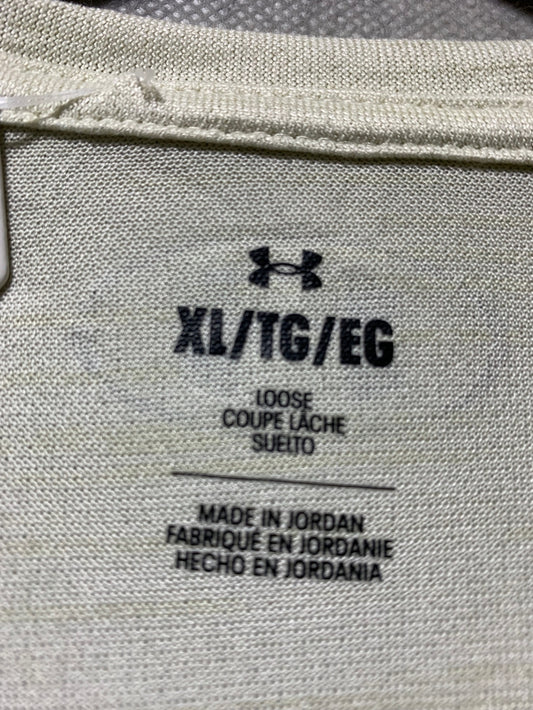 XL/TG/EG
LOOSE
COUPE LÂCHE
SUELTO
MADE IN JORDAN
FABRIQUÉ EN JORDANIE
HECHO EN JORDANIA